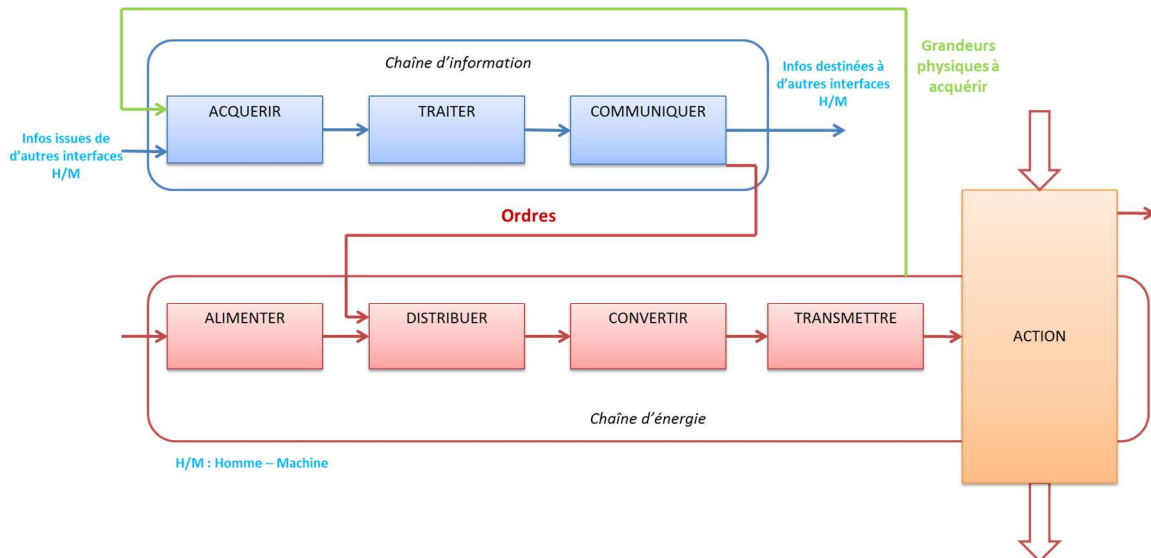 Chaîne d'information
Grandeurs
physiques à
acquérir
Infos destinées à
d'autres interfaces
H/M
ACQUERIR
TRAITER
COMMUNIQUER
Infos issues de
d'autres interfaces
H/M
Ordres
ALIMENTER
DISTRIBUER
CONVERTIR
TRANSMETTRE
ACTION
Chaîne d'énergie
H/M : Homme – Machine